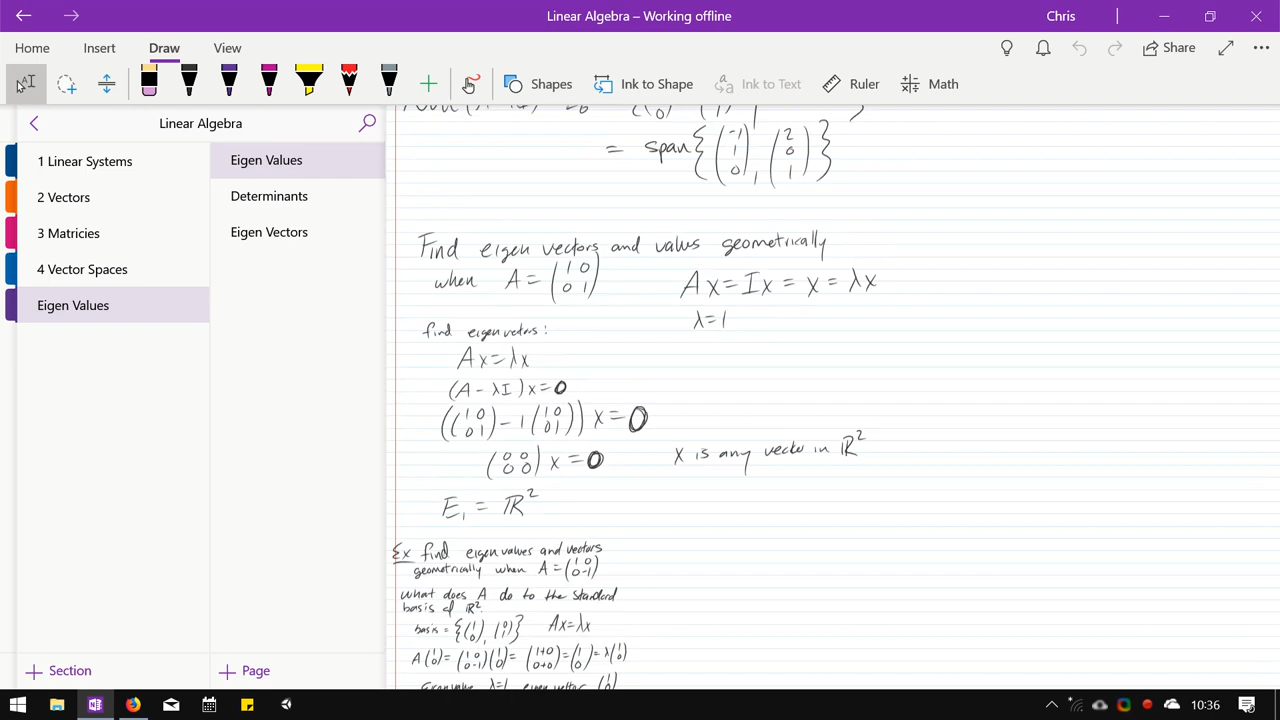 Linear Algebra – Working offline
Chris
Home Insert Draw View
Share
Shapes Ink to Shape Ink to Text Ruler Math
Linear Algebra
1 Linear Systems
2 Vectors
3 Matricies
4 Vector Spaces
Eigen Values
Eigen Values
Determinants
Eigen Vectors
+ Section
+ Page
= span{(-1 1 0), (2 0 1)}
Find eigen vectors and values geometrically
when A = (1 0 0 1)
Ax = Ix = x = λx
λ = 1
find eigenvectors:
Ax = λx
(A - λI)x = 0
((1 0 0 1) - 1(1 0 0 1)) x = 0
(0 0 0 0) x = 0
x is any vector in ℝ²
E₁ = ℝ²
Ex find eigenvalues and vectors
geometrically when A = (1 0 0 -1)
What does A do to the standard
basis of ℝ².
basis = {(1 0), (0 1)} Ax = λx
A(1 0) = (1 0 0 -1)(1 0) = (1+0 0+0) = (1 0) = λ(1 0)
λ=1 eigen vector (1 0)
10:36